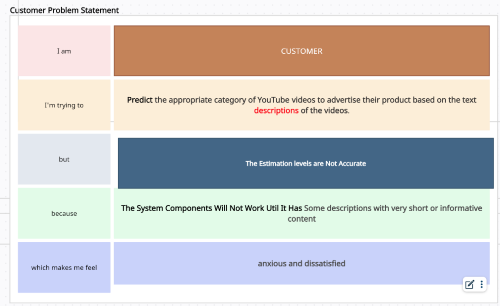 Customer Problem Statement
I am
CUSTOMER
I'm trying to
Predict the appropriate category of YouTube videos to advertise their product based on the text
descriptions of the videos.
but
The Estimation levels are Not Accurate
because
The System Components Will Not Work Util It Has Some descriptions with very short or informative
content
which makes me feel
anxious and dissatisfied